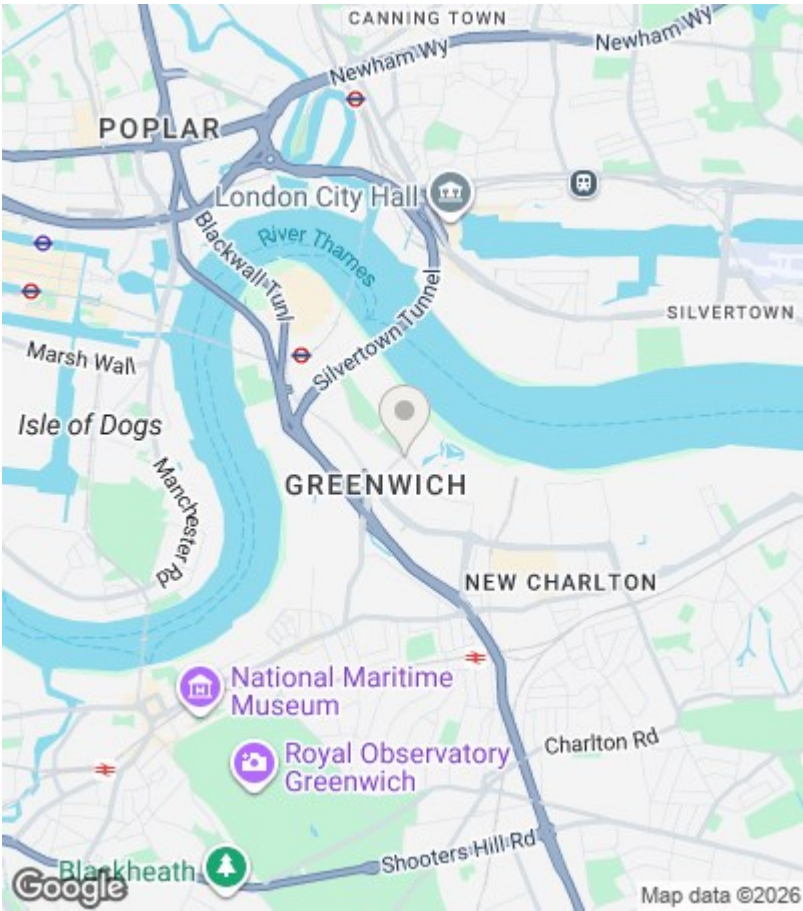 CANNING TOWN
Newham Wy
Newham Wy
POPLAR
London City Hall
River Thames
Blackwall Tunl
Silvertown Tunnel
SILVERTOWN
Marsh Wall
Isle of Dogs
Manchester Rd
GREENWICH
NEW CHARLTON
National Maritime
Museum
Charlton Rd
Royal Observatory
Greenwich
Shooters Hill Rd
Blackheath
Google
Map data ©2026